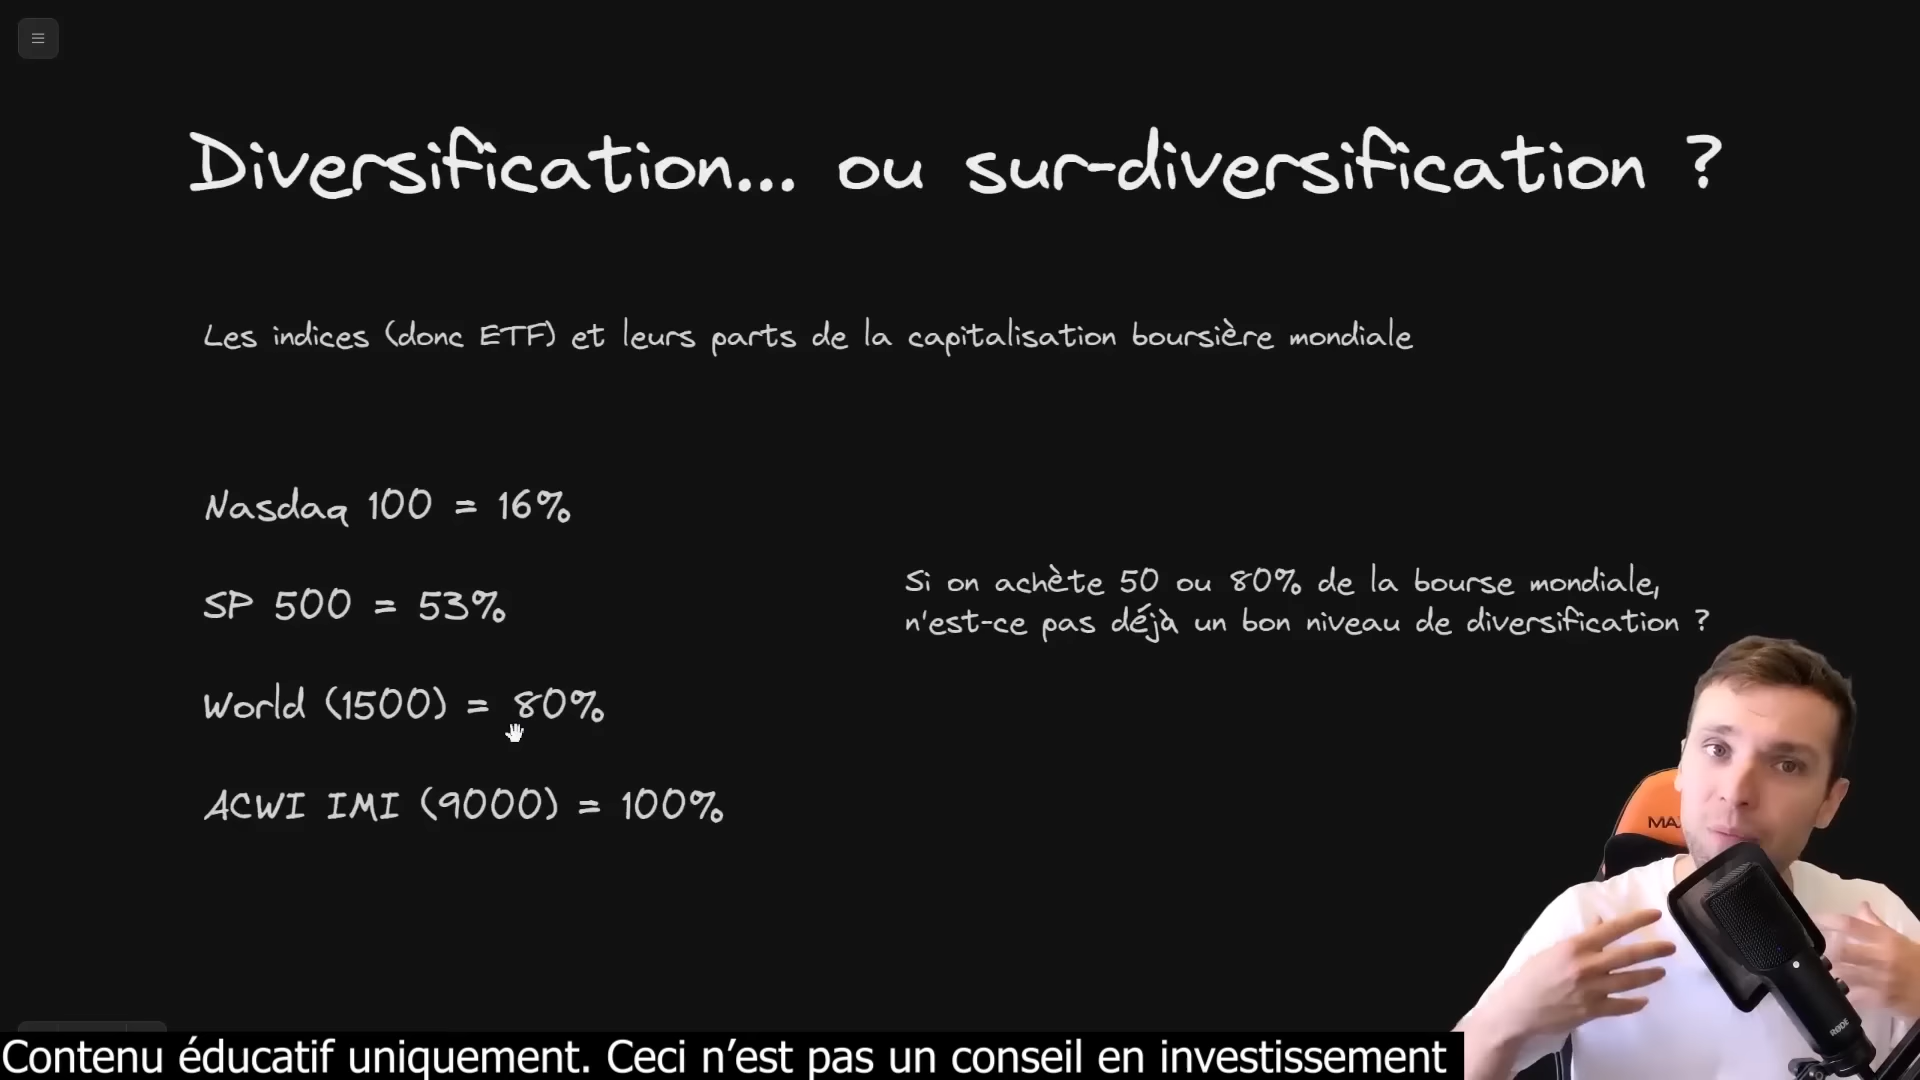 Diversification... ou sur-diversification ?
Les indices (donc ETF) et leurs parts de la capitalisation boursière mondiale
Nasdaq 100 = 16%
SP 500 = 53%
World (1500) = 80%
ACWI IMI (9000) = 100%
Si on achète 50 ou 80% de la bourse mondiale,
n'est-ce pas déjà un bon niveau de diversification ?
RØDE
Contenu éducatif uniquement. Ceci n’est pas un conseil en investissement